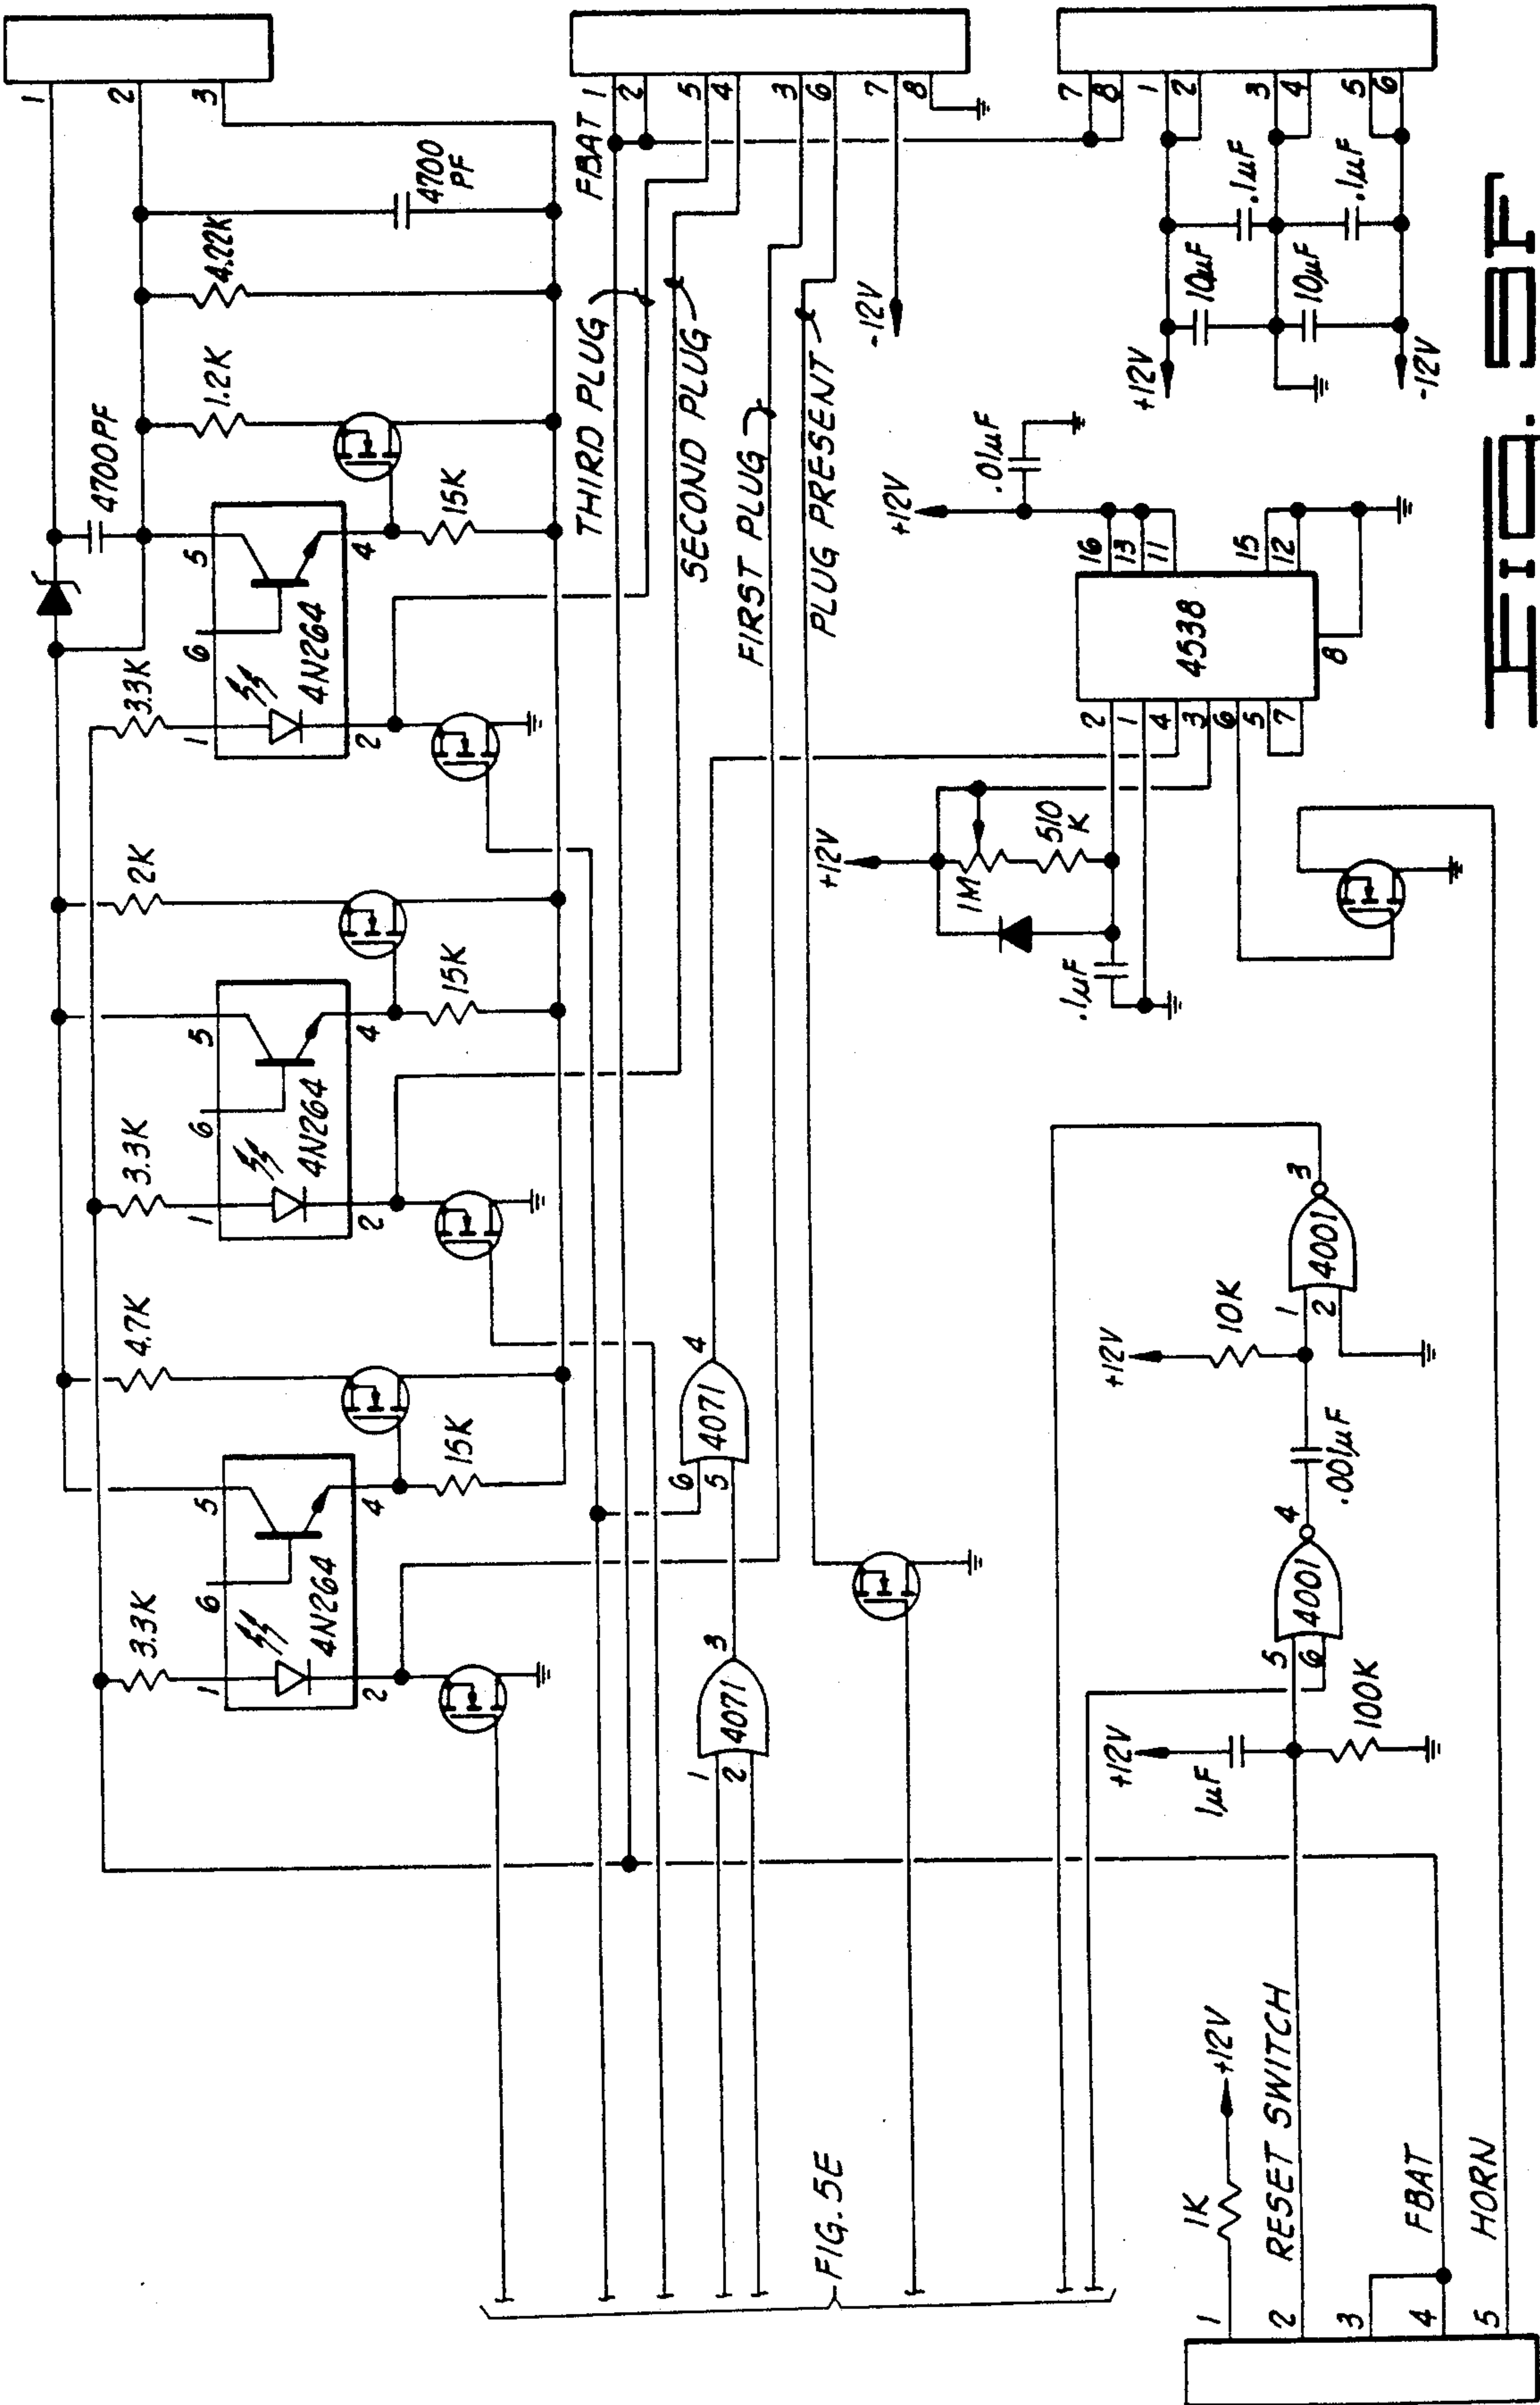 1
2
3
4700PF
4.22K
4700
PF
1.2K
15K
3.3K
1
6
5
4N264
2
4
2K
15K
3.3K
1
6
5
4N264
2
4
4.7K
15K
3.3K
1
6
5
4N264
2
4
FBAT
1
2
5
4
3
6
7
8
THIRD PLUG
SECOND PLUG
FIRST PLUG
PLUG PRESENT
-12V
1
2
4071
3
6
5
4071
4
FIG. 5E
+12V
1M
510
K
.1µF
2
1
4
3
6
5
7
4538
16
13
11
15
12
8
+12V
.01µF
7
8
1
2
3
4
5
6
+12V
10µF
.1µF
10µF
.1µF
-12V
1
1K
+12V
2
RESET SWITCH
3
4
FBAT
5
HORN
+12V
1µF
100K
5
6
4001
4
.001µF
+12V
10K
1
2
4001
3
FIG. 5F